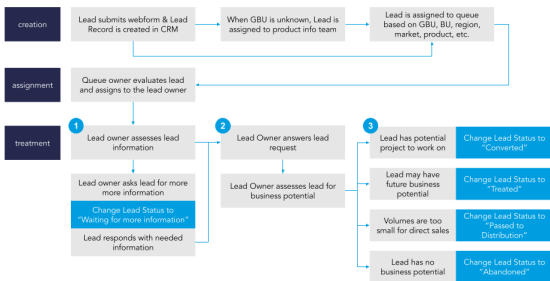 creation
Lead submits webform & Lead
Record is created in CRM
When GBU is unknown, Lead is
assigned to product info team
Lead is assigned to queue
based on GBU, BU, region,
market, product, etc.
assignment
Queue owner evaluates lead
and assigns to the lead owner
treatment
1
Lead owner assesses lead
information
Lead owner asks lead for more
more information
Change Lead Status to
"Waiting for more information"
Lead responds with needed
information
2
Lead Owner answers lead
request
Lead Owner assesses lead for
business potential
3
Lead has potential
project to work on
Change Lead Status to
"Converted"
Lead may have
future business
potential
Change Lead Status to
"Treated"
Volumes are too
small for direct sales
Change Lead Status to
"Passed to
Distribution"
Lead has no
business potential
Change Lead Status to
"Abandoned"